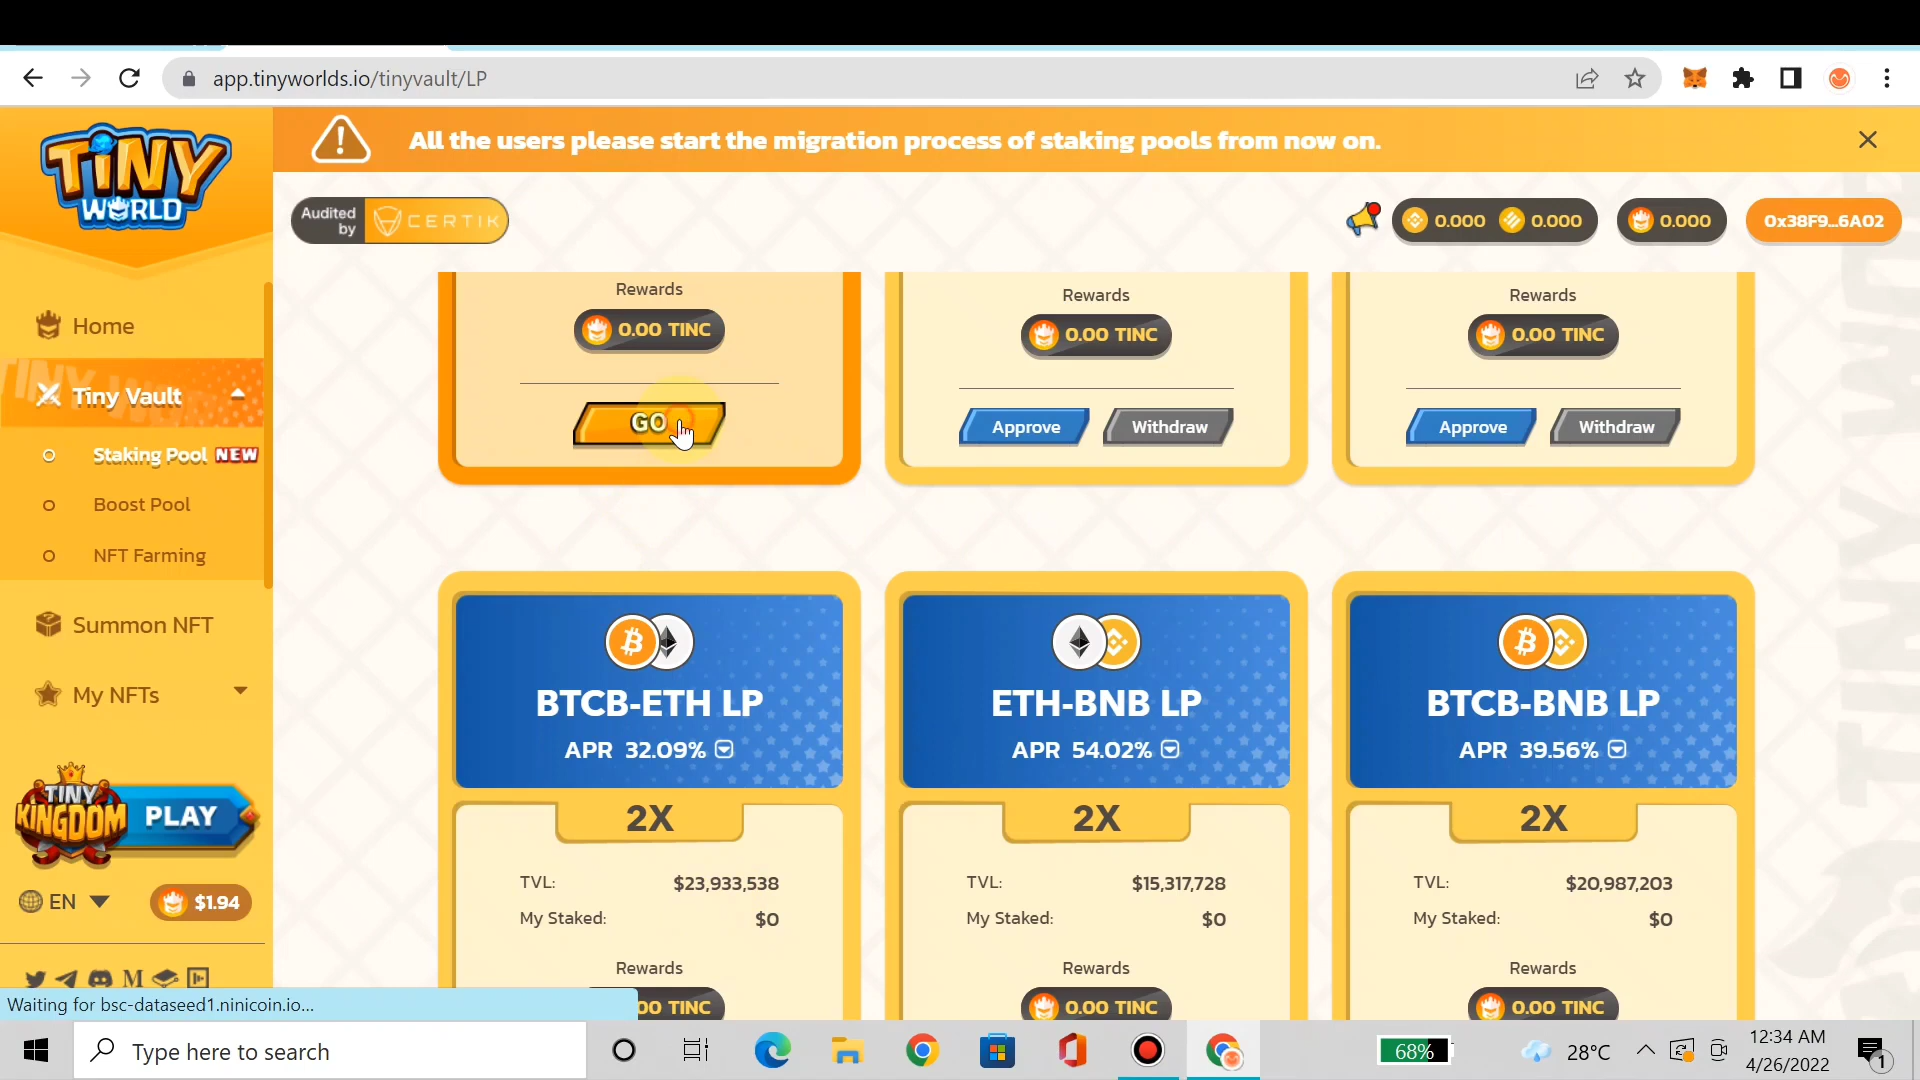 app.tinyworlds.io/tinyvault/LP
TINY
WORLD
All the users please start the migration process of staking pools from now on.
Audited by
CERTIK
0.000 0.000
0.000
0x38F9...6A02
Home
Tiny Vault
Staking Pool NEW
Boost Pool
NFT Farming
Summon NFT
My NFTs
TINY KINGDOM
PLAY
EN
$1.94
Rewards
0.00 TINC
GO
Rewards
0.00 TINC
Approve
Withdraw
Rewards
0.00 TINC
Approve
Withdraw
BTCB-ETH LP
APR 32.09%
2X
TVL: $23,933,538
My Staked: $0
Rewards
00 TINC
ETH-BNB LP
APR 54.02%
2X
TVL: $15,317,728
My Staked: $0
Rewards
0.00 TINC
BTCB-BNB LP
APR 39.56%
2X
TVL: $20,987,203
My Staked: $0
Rewards
0.00 TINC
Waiting for bsc-dataseed1.ninicoin.io...
Type here to search
68%
28°C
12:34 AM
4/26/2022
1